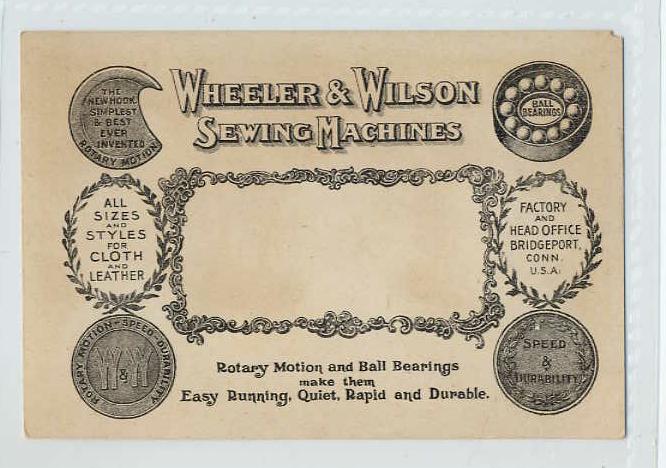 WHEELER & WILSON
SEWING MACHINES
THE
NEW HOOK.
SIMPLEST
& BEST
EVER
INVENTED
ROTARY MOTION
BALL
BEARINGS
ALL
SIZES
AND
STYLES
FOR
CLOTH
AND
LEATHER
FACTORY
AND
HEAD OFFICE
BRIDGEPORT,
CONN.
U.S.A.
ROTARY MOTION-SPEED-DURABILITY
W&W
SPEED
&
DURABILITY
Rotary Motion and Ball Bearings
make them
Easy Running, Quiet, Rapid and Durable.